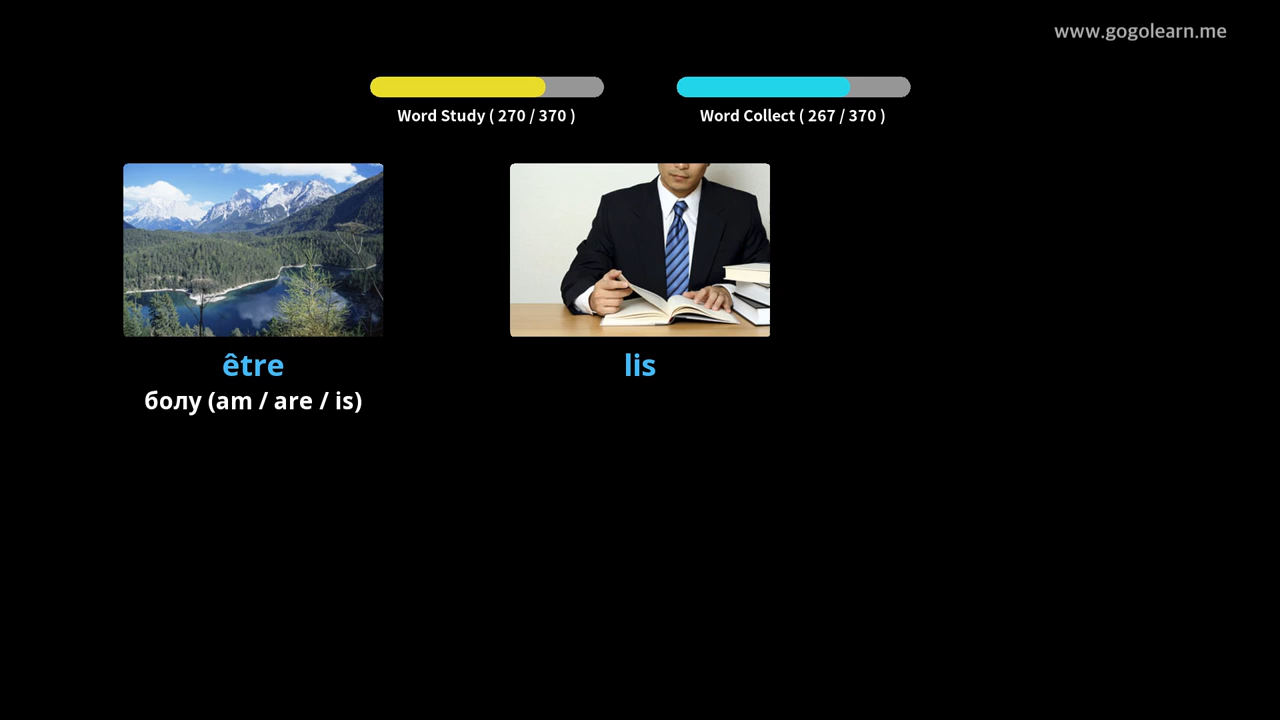 www.gogolearn.me
Word Study ( 270 / 370 )
Word Collect ( 267 / 370 )
être
болу (am / are / is)
lis